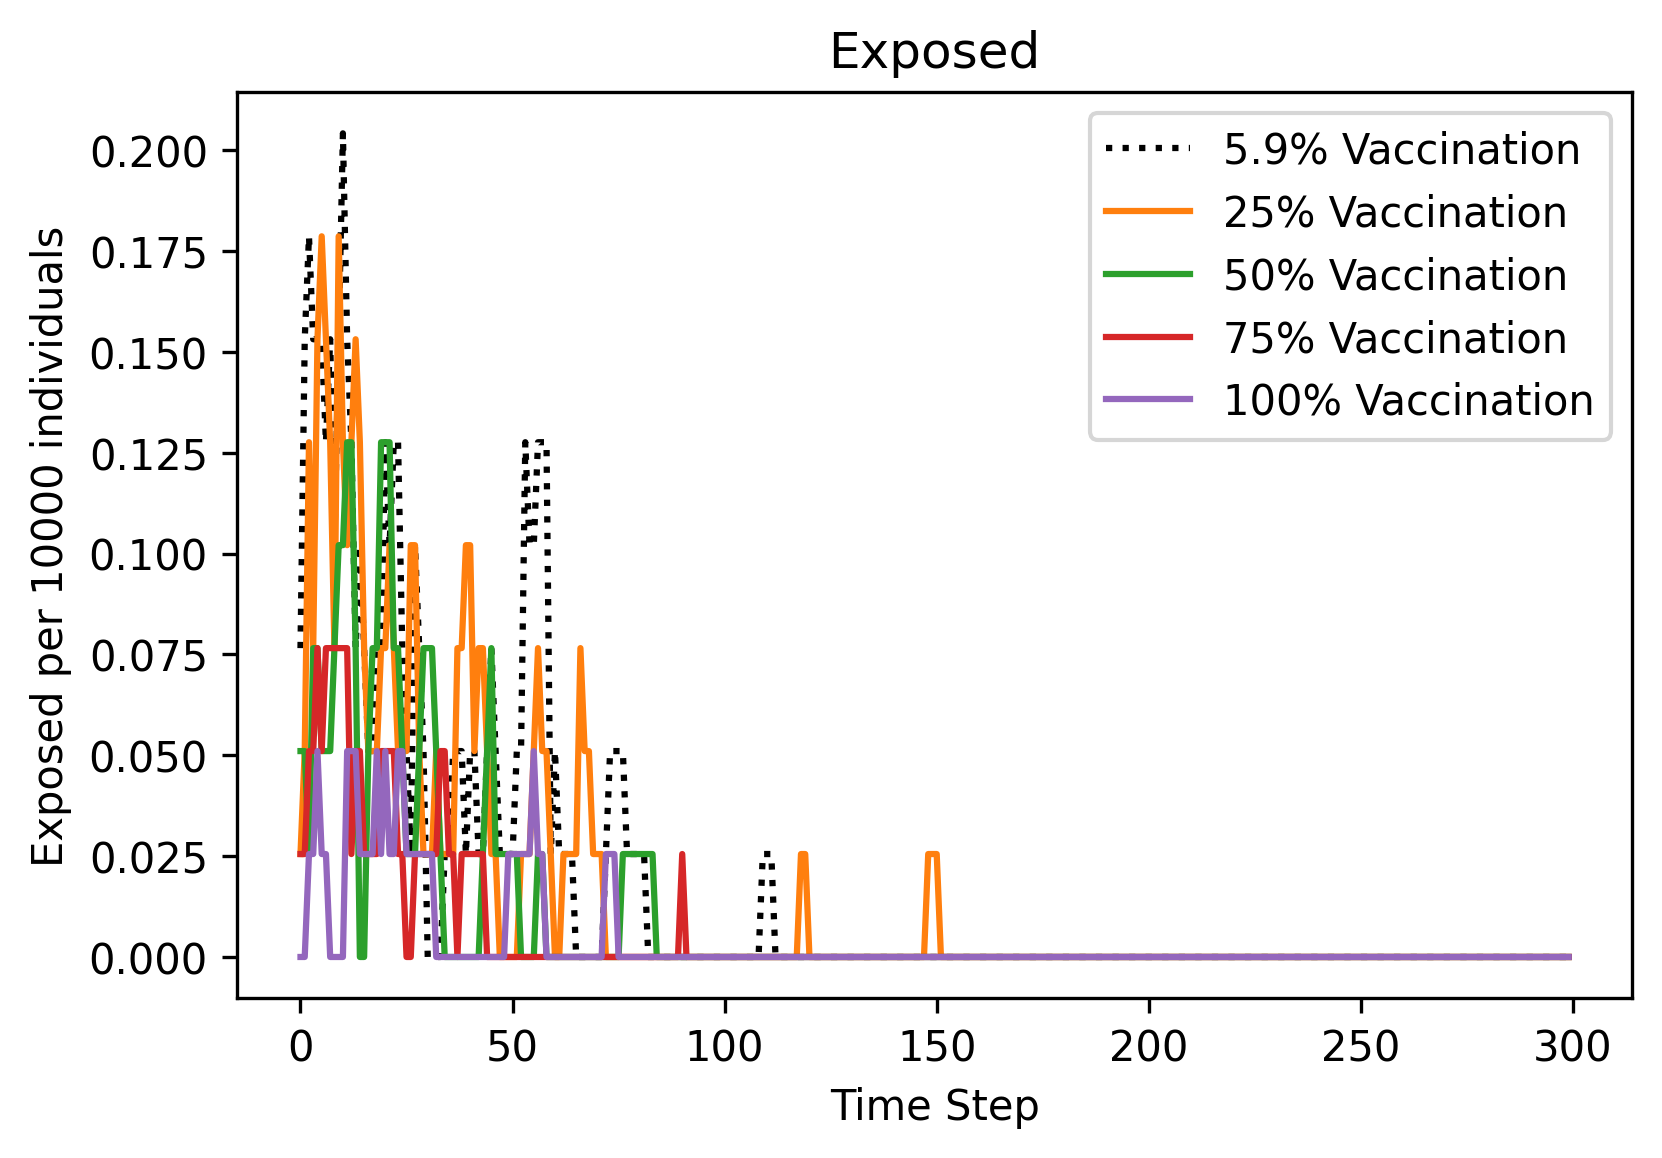 Exposed
Exposed per 10000 individuals
0.200
0.175
0.150
0.125
0.100
0.075
0.050
0.025
0.000
5.9% Vaccination
25% Vaccination
50% Vaccination
75% Vaccination
100% Vaccination
0 50 100 150 200 250 300
Time Step